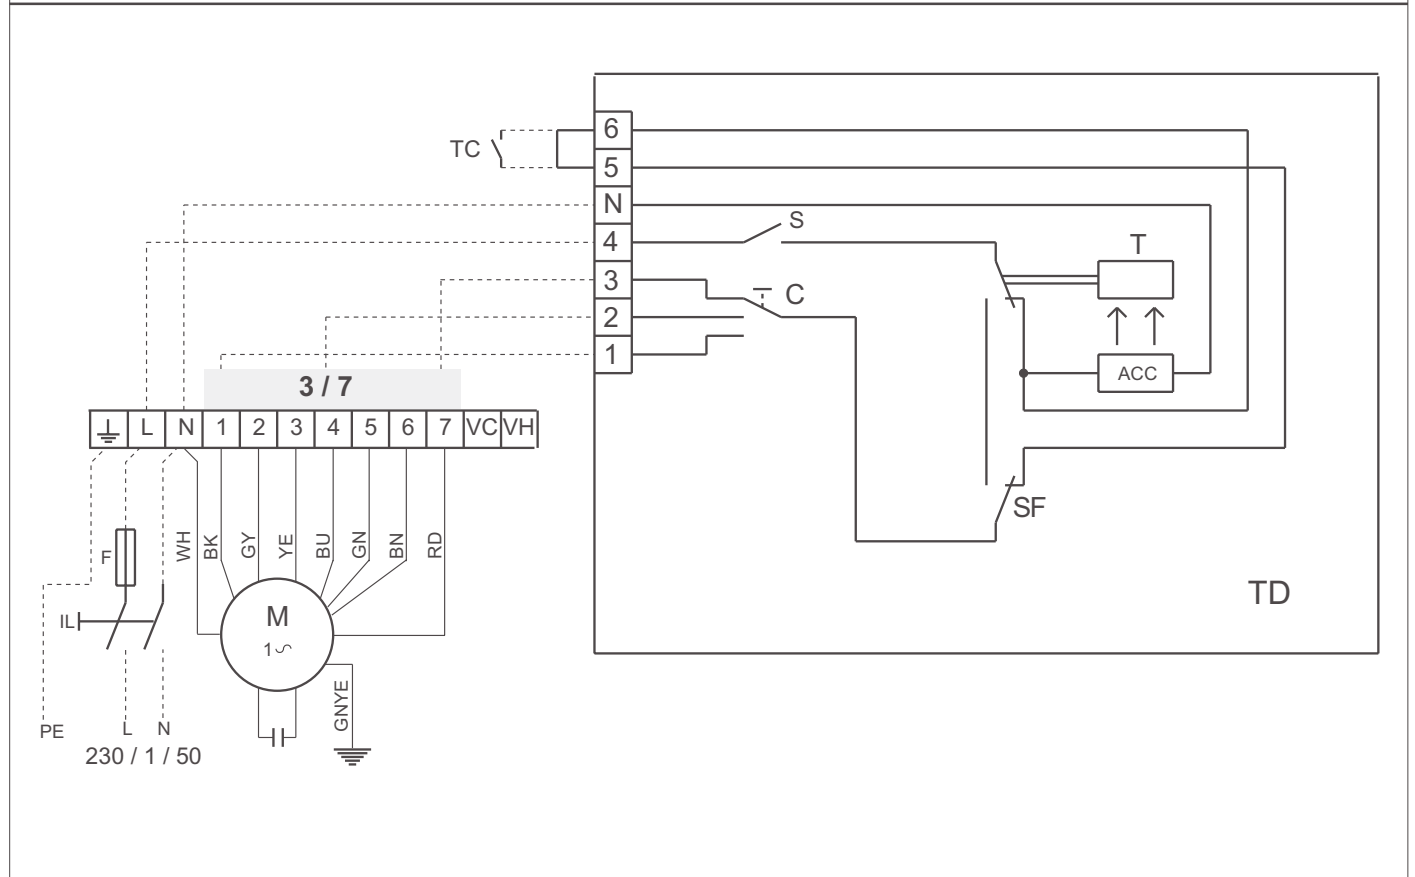 6
TC
5
N
S
4
T
3
C
2
1
ACC
3 / 7
L N 1 2 3 4 5 6 7 VC VH
SF
WH BK GY YE BU GN BN RD
F
TD
M
IL
1
GNYE
PE L N
230 / 1 / 50